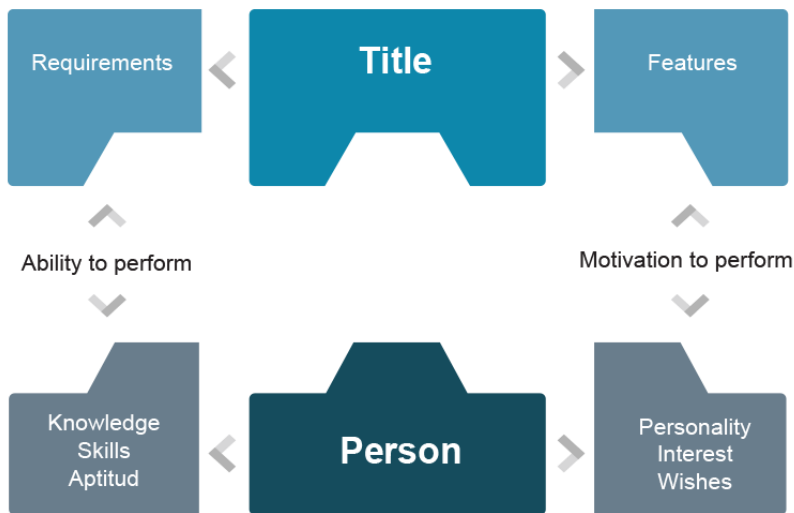 Requirements
Title
Features
Ability to perform
Motivation to perform
Knowledge
Skills
Aptitud
Person
Personality
Interest
Wishes